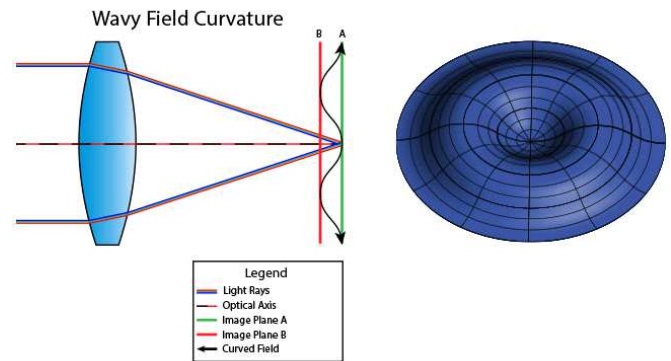 Wavy Field Curvature
B A
Legend
Light Rays
Optical Axis
Image Plane A
Image Plane B
Curved Field